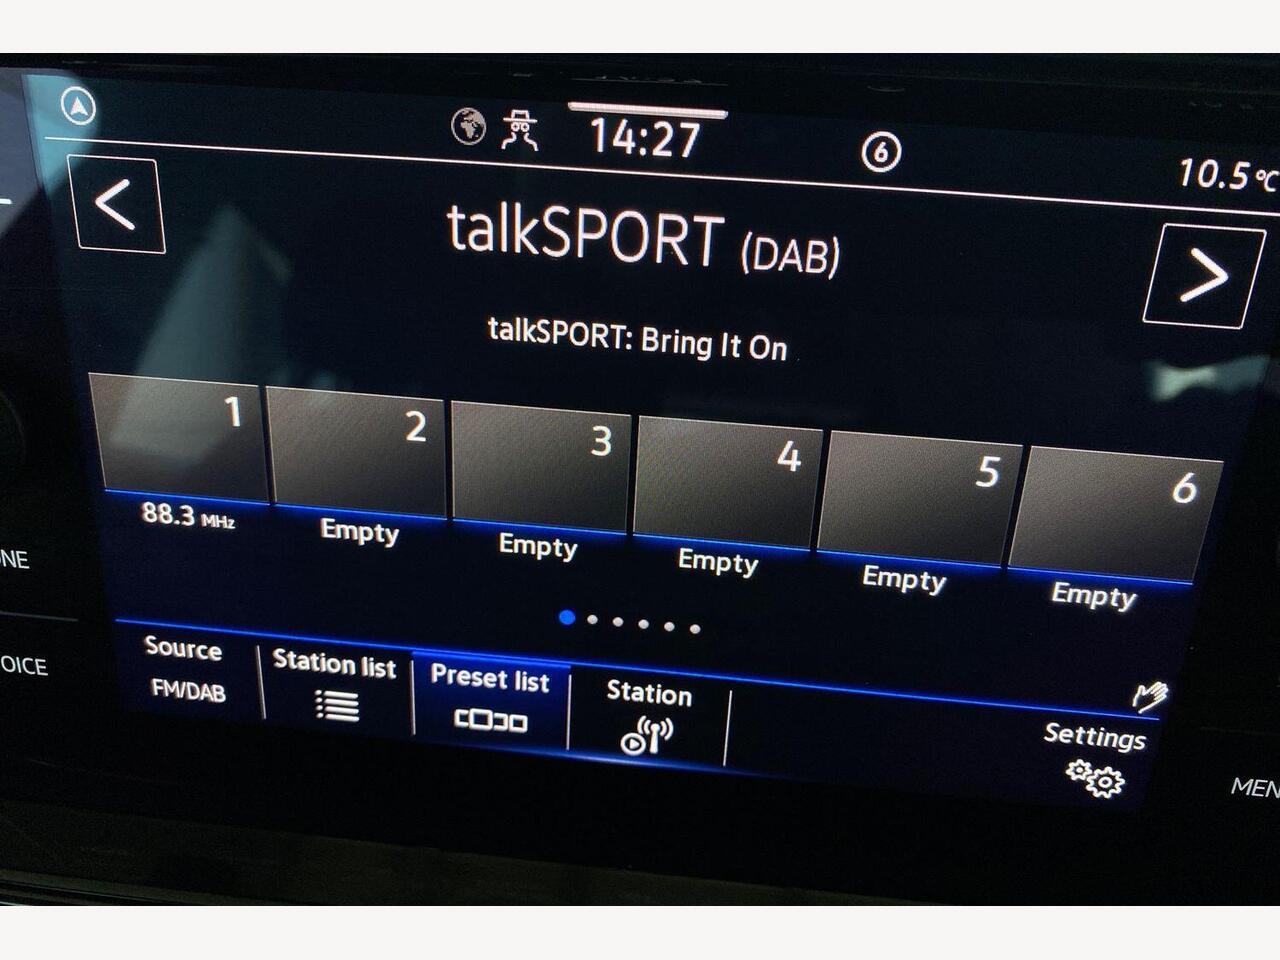 14:27
6
10.5 °C
<
talkSPORT (DAB)
>
talkSPORT: Bring It On
1 2 3 4 5 6
88.3 MHz Empty Empty Empty Empty Empty
Source Station list Preset list Station
FM/DAB
Settings
NE
OICE
MEN